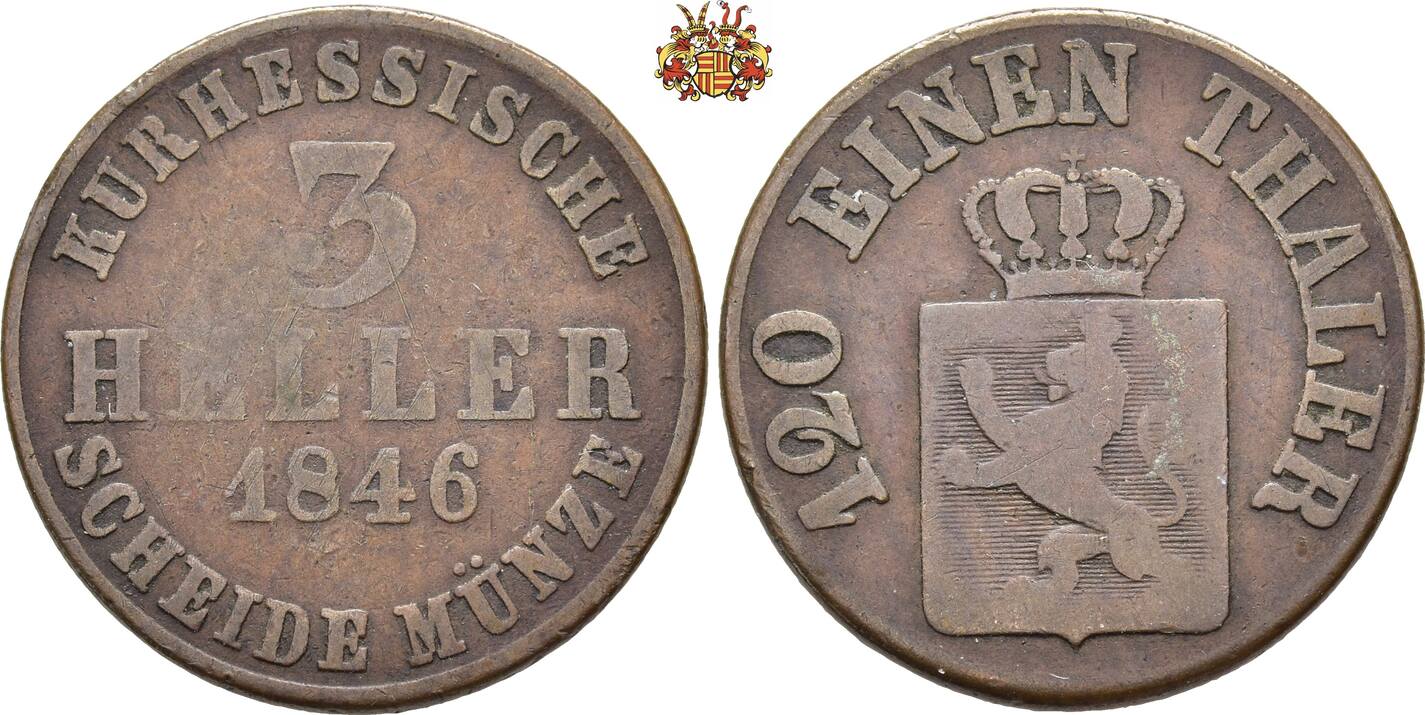 KURHESSISCHE
3
HELLER
1846
SCHEIDE MÜNZE
120 EINEN THALER